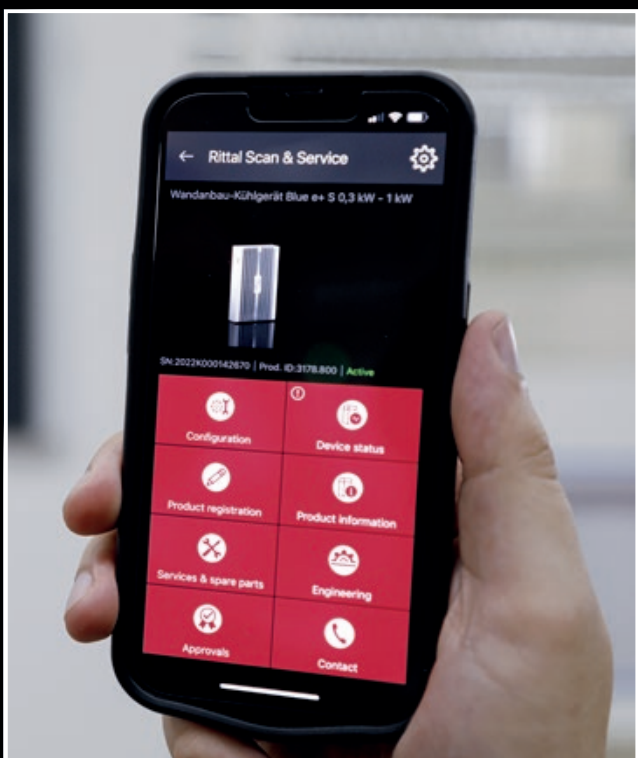 Rittal Scan & Service
Wandanbau-Kühlgerät Blue e+ S 0,3 kW - 1 kW
SN:2022K000142670 | Prod. ID:3178.800 | Active
Configuration
Device status
Product registration
Product information
Services & spare parts
Engineering
Approvals
Contact